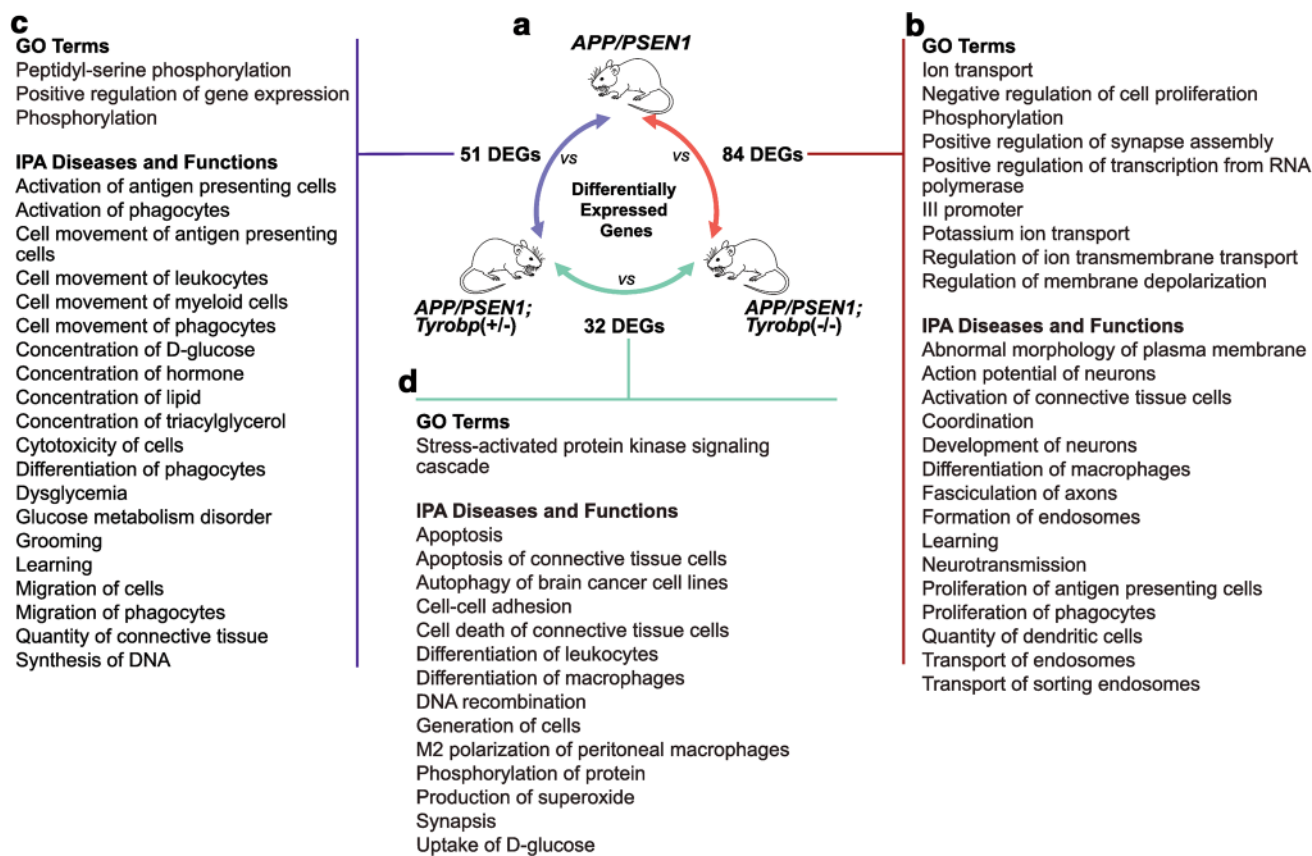 c
GO Terms
Peptidyl-serine phosphorylation
Positive regulation of gene expression
Phosphorylation
IPA Diseases and Functions
Activation of antigen presenting cells
Activation of phagocytes
Cell movement of antigen presenting
cells
Cell movement of leukocytes
Cell movement of myeloid cells
Cell movement of phagocytes
Concentration of D-glucose
Concentration of hormone
Concentration of lipid
Concentration of triacylglycerol
Cytotoxicity of cells
Differentiation of phagocytes
Dysglycemia
Glucose metabolism disorder
Grooming
Learning
Migration of cells
Migration of phagocytes
Quantity of connective tissue
Synthesis of DNA
a
APP/PSEN1
51 DEGs
vs
vs
84 DEGs
Differentially
Expressed
Genes
vs
APP/PSEN1;
Tyrobp(+/-)
APP/PSEN1;
Tyrobp(-/-)
32 DEGs
d
GO Terms
Stress-activated protein kinase signaling
cascade
IPA Diseases and Functions
Apoptosis
Apoptosis of connective tissue cells
Autophagy of brain cancer cell lines
Cell-cell adhesion
Cell death of connective tissue cells
Differentiation of leukocytes
Differentiation of macrophages
DNA recombination
Generation of cells
M2 polarization of peritoneal macrophages
Phosphorylation of protein
Production of superoxide
Synapsis
Uptake of D-glucose
b
GO Terms
Ion transport
Negative regulation of cell proliferation
Phosphorylation
Positive regulation of synapse assembly
Positive regulation of transcription from RNA
polymerase
III promoter
Potassium ion transport
Regulation of ion transmembrane transport
Regulation of membrane depolarization
IPA Diseases and Functions
Abnormal morphology of plasma membrane
Action potential of neurons
Activation of connective tissue cells
Coordination
Development of neurons
Differentiation of macrophages
Fasciculation of axons
Formation of endosomes
Learning
Neurotransmission
Proliferation of antigen presenting cells
Proliferation of phagocytes
Quantity of dendritic cells
Transport of endosomes
Transport of sorting endosomes